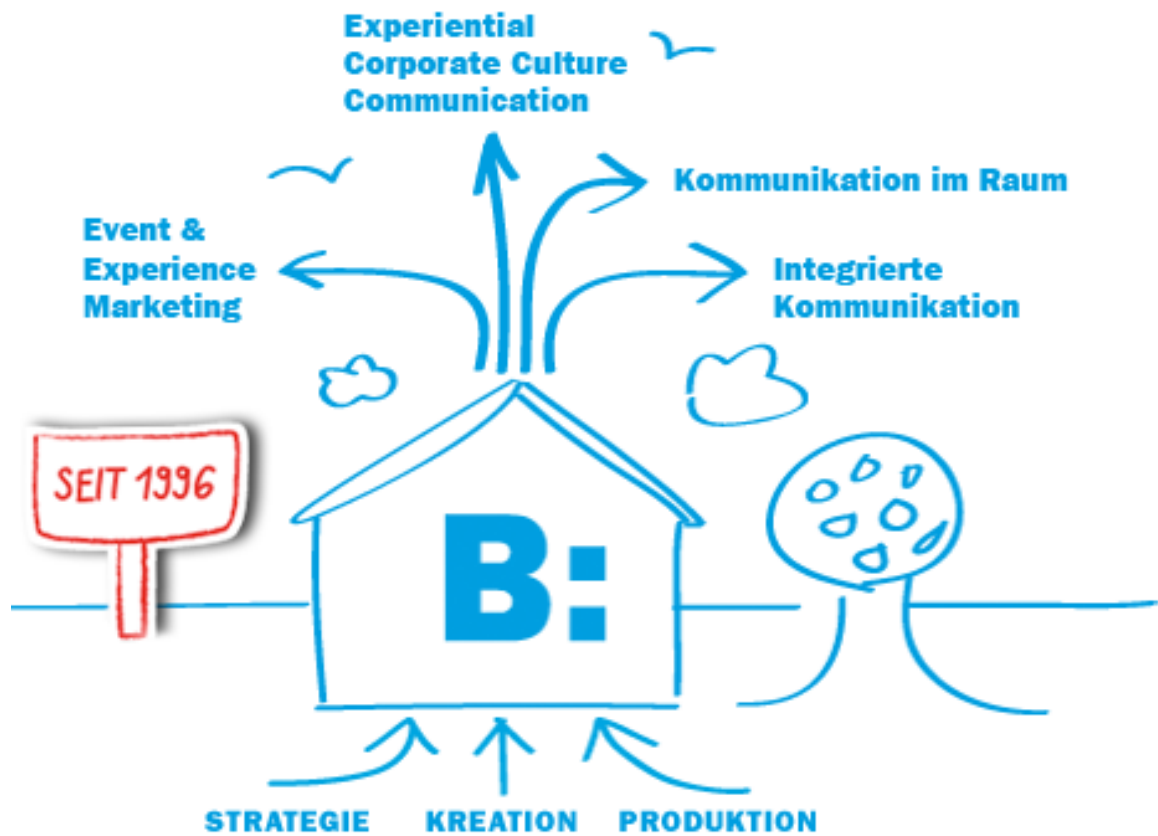 Experiential
Corporate Culture
Communication
Kommunikation im Raum
Event &
Experience
Marketing
Integrierte
Kommunikation
SEIT 1996
B:
STRATEGIE KREATION PRODUKTION